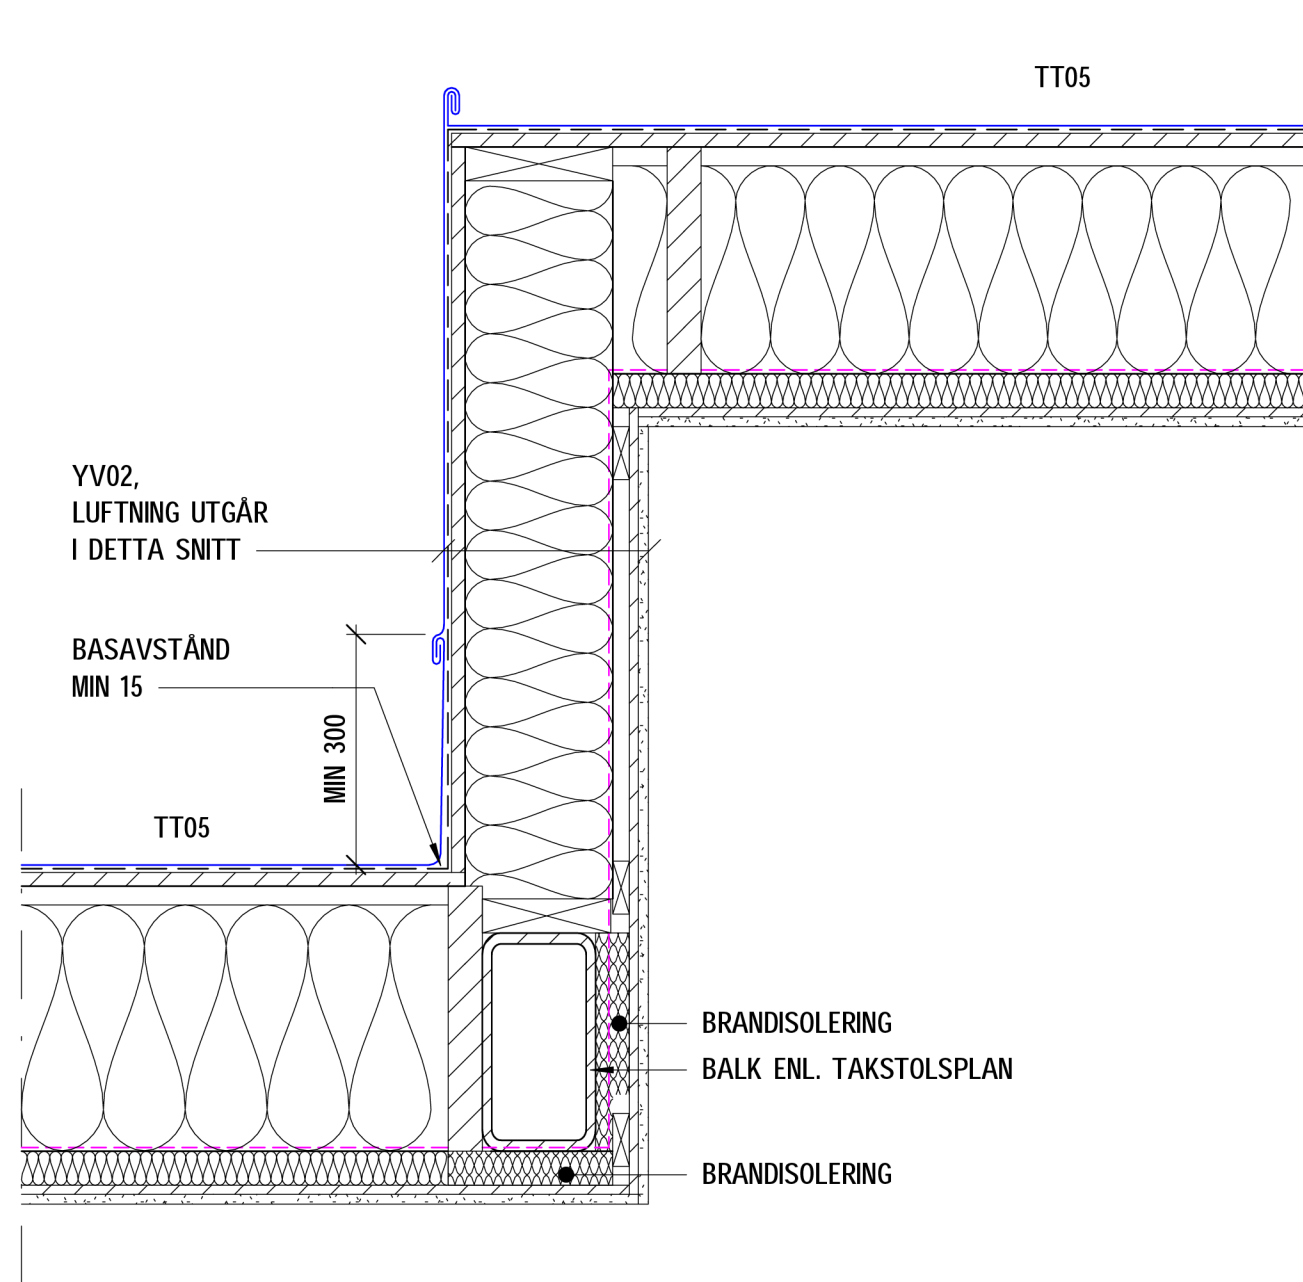 TT05
YV02,
LUFTNING UTGÅR
I DETTA SNITT
BASAVSTÅND
MIN 15
MIN 300
TT05
BRANDISOLERING
BALK ENL. TAKSTOLSPLAN
BRANDISOLERING